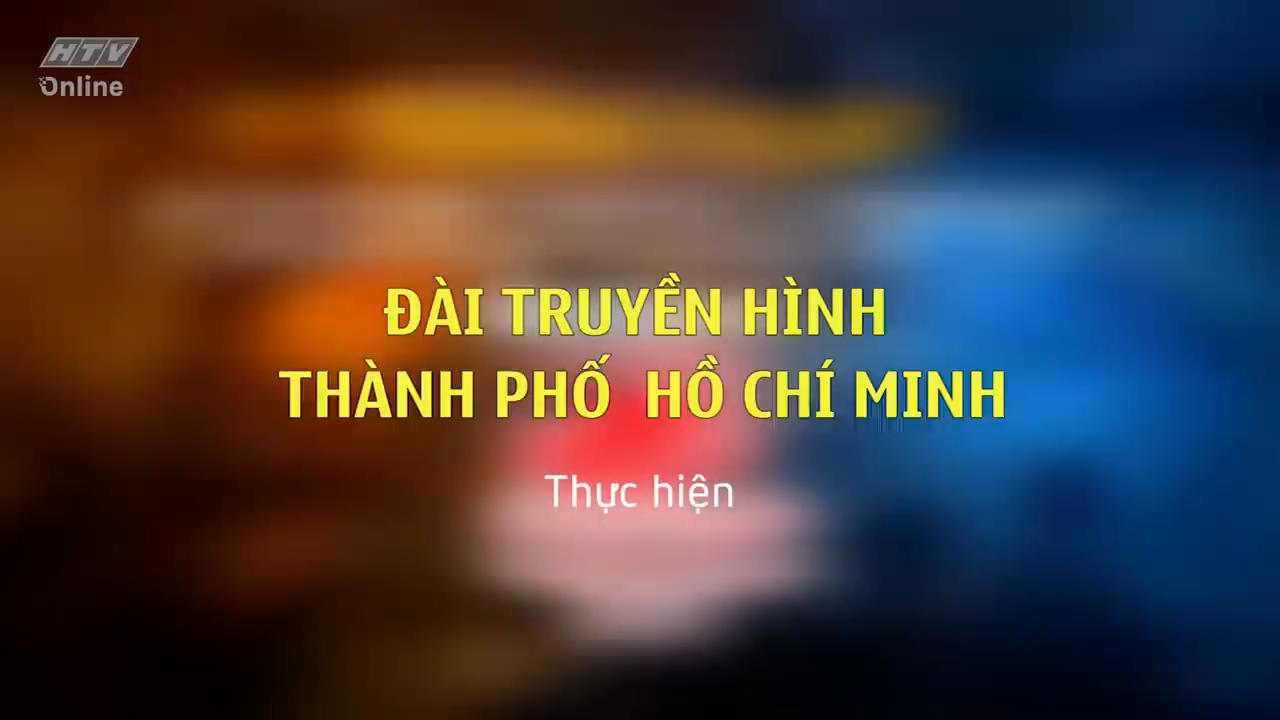 HTV
Online
ĐÀI TRUYỀN HÌNH
THÀNH PHỐ HỒ CHÍ MINH
Thực hiện